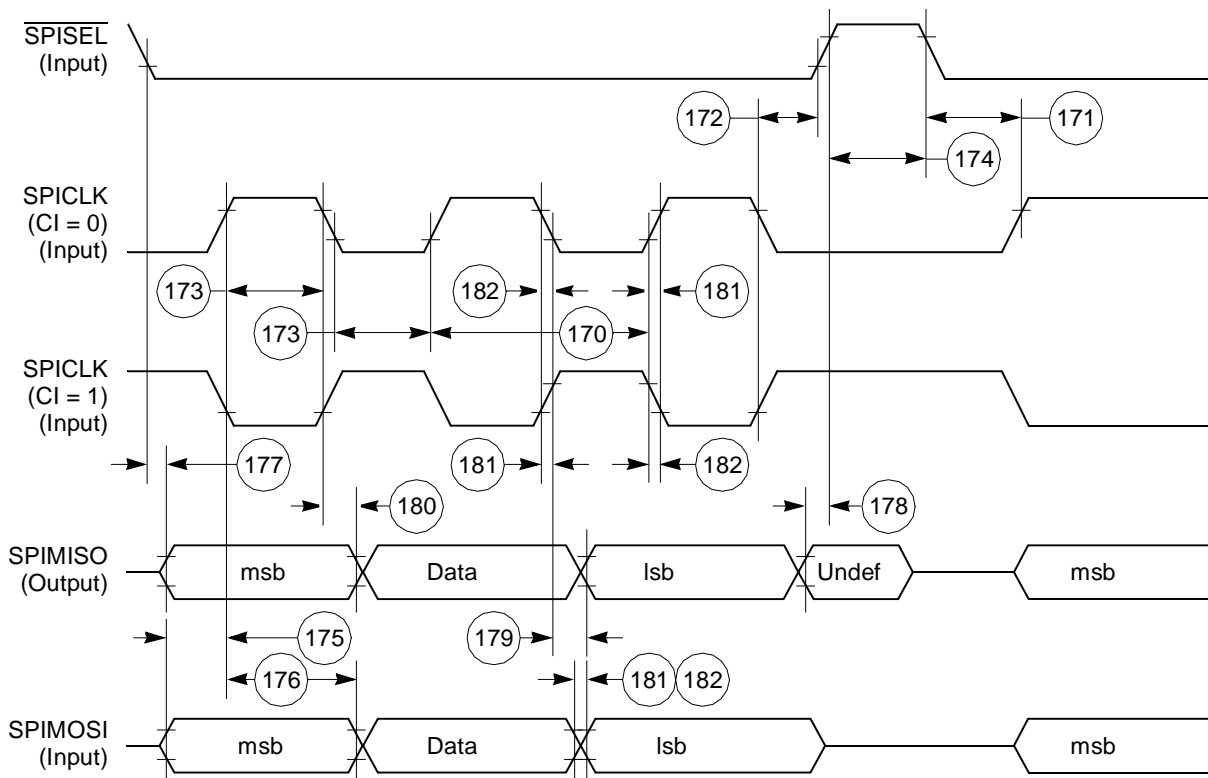 SPISEL
(Input)
172
171
174
SPICLK
(CI = 0)
(Input)
173
182
181
173
170
SPICLK
(CI = 1)
(Input)
177
181
182
180
178
SPIMISO
(Output)
msb
Data
lsb
Undef
msb
175
179
176
181
182
SPIMOSI
(Input)
msb
Data
lsb
msb